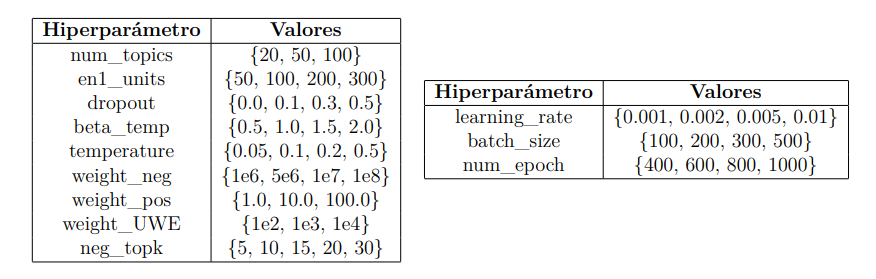 Hiperparámetro Valores
num_topics {20, 50, 100}
en1_units {50, 100, 200, 300}
dropout {0.0, 0.1, 0.3, 0.5}
beta_temp {0.5, 1.0, 1.5, 2.0}
temperature {0.05, 0.1, 0.2, 0.5}
weight_neg {1e6, 5e6, 1e7, 1e8}
weight_pos {1.0, 10.0, 100.0}
weight_UWE {1e2, 1e3, 1e4}
neg_topk {5, 10, 15, 20, 30}
Hiperparámetro Valores
learning_rate {0.001, 0.002, 0.005, 0.01}
batch_size {100, 200, 300, 500}
num_epoch {400, 600, 800, 1000}